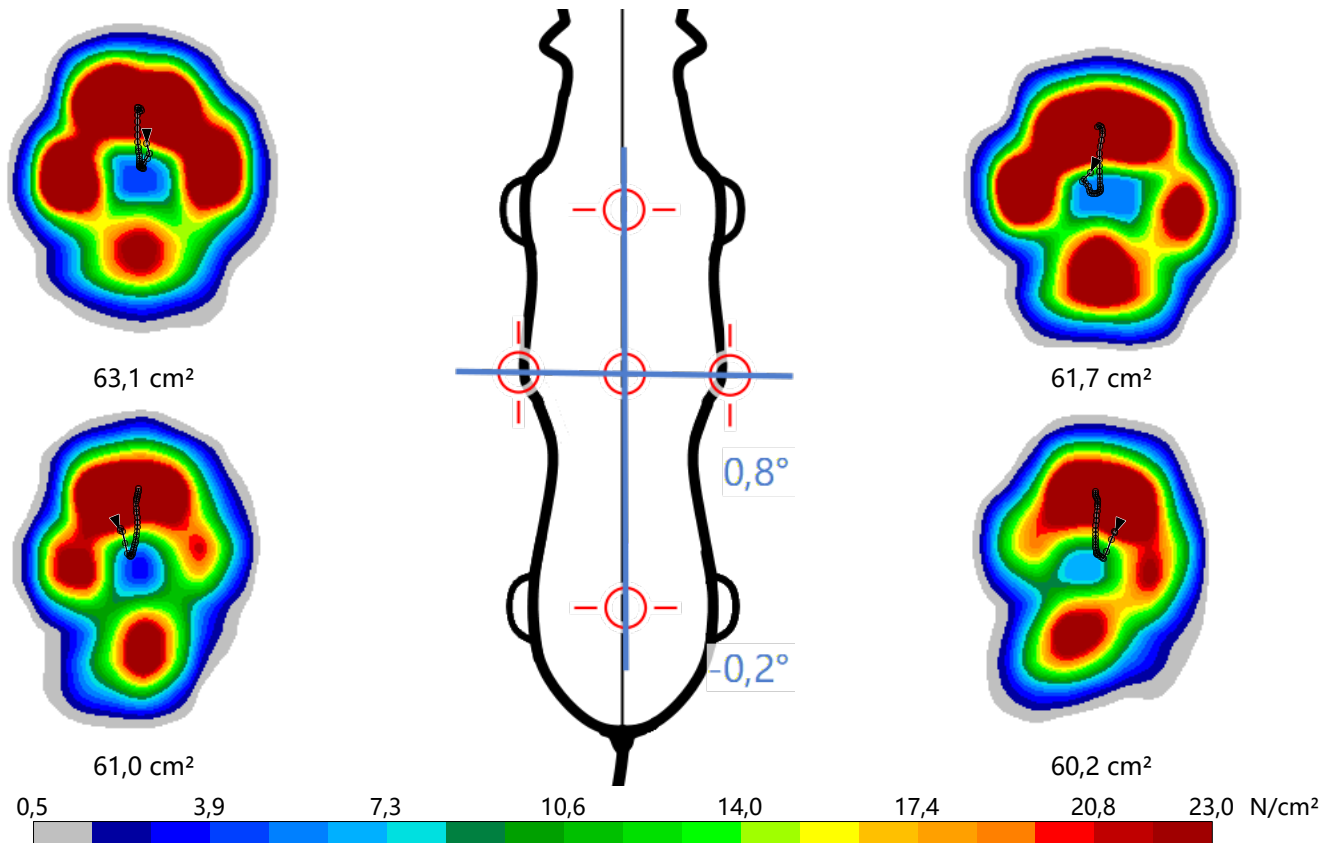 63,1 cm²
61,7 cm²
0,8°
-0,2°
61,0 cm²
60,2 cm²
0,5 3,9 7,3 10,6 14,0 17,4 20,8 23,0 N/cm²